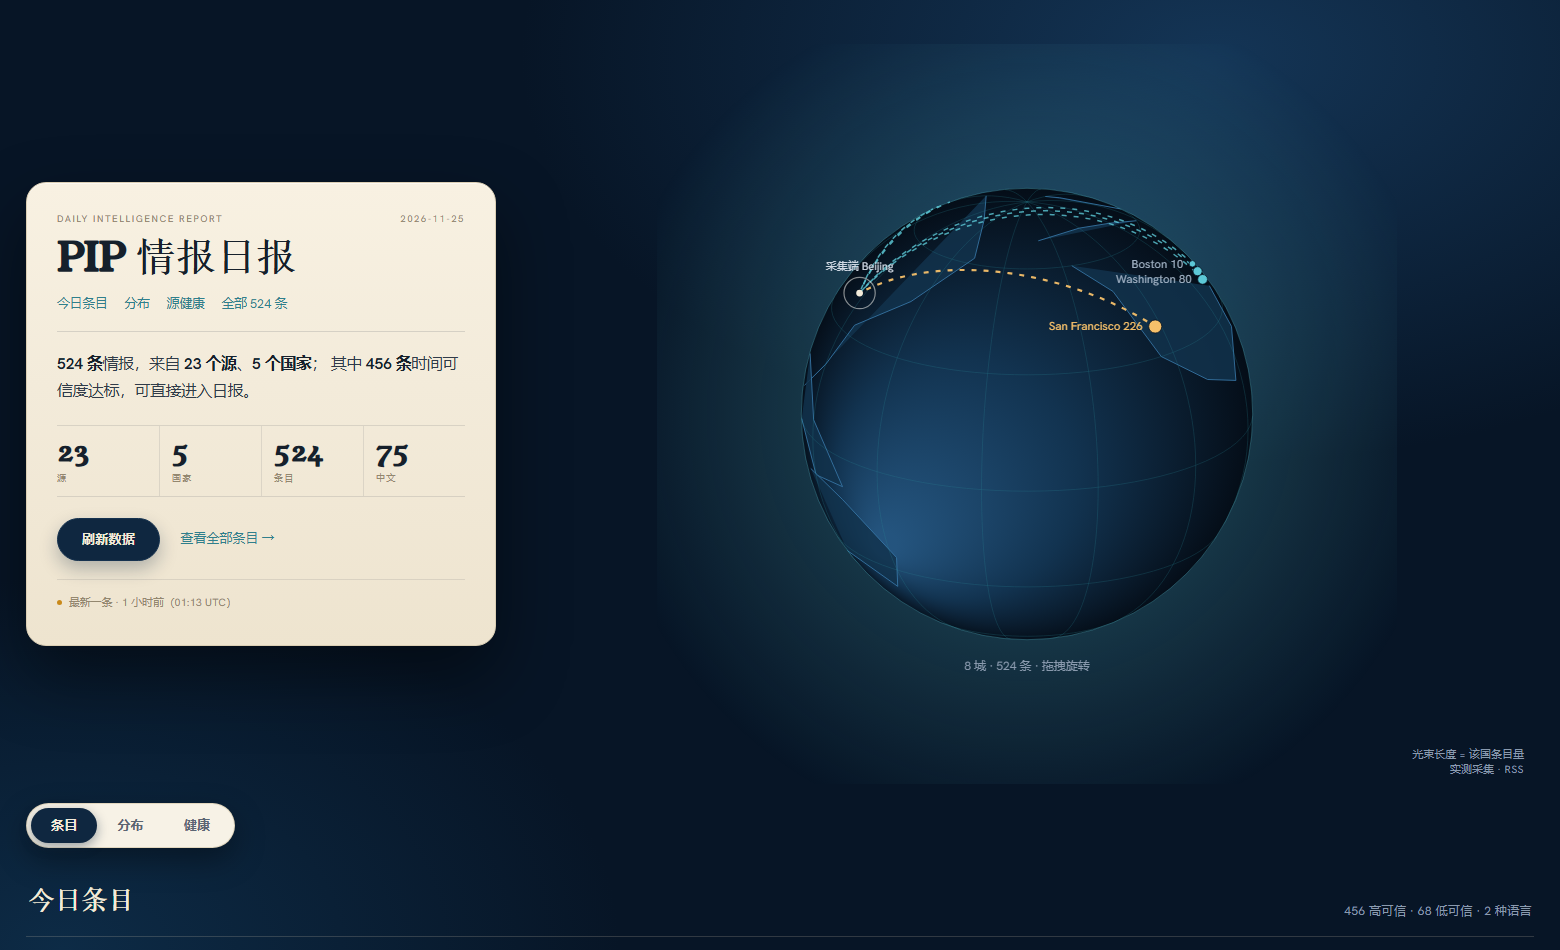 DAILY INTELLIGENCE REPORT
2026-11-25
PIP 情报日报
今日条目 分布 源健康 全部 524 条
524 条情报，来自 23 个源、5 个国家； 其中 456 条时间可
信度达标，可直接进入日报。
23 5 524 75
源 国家 条目 中文
刷新数据 查看全部条目 →
最新一条 · 1 小时前 (01:13 UTC)
采集端 Beijing
Boston 10
Washington 80
San Francisco 226
8 城 · 524 条 · 拖拽旋转
光束长度 = 该国条目量
实测采集 · RSS
条目 分布 健康
今日条目
456 高可信 · 68 低可信 · 2 种语言